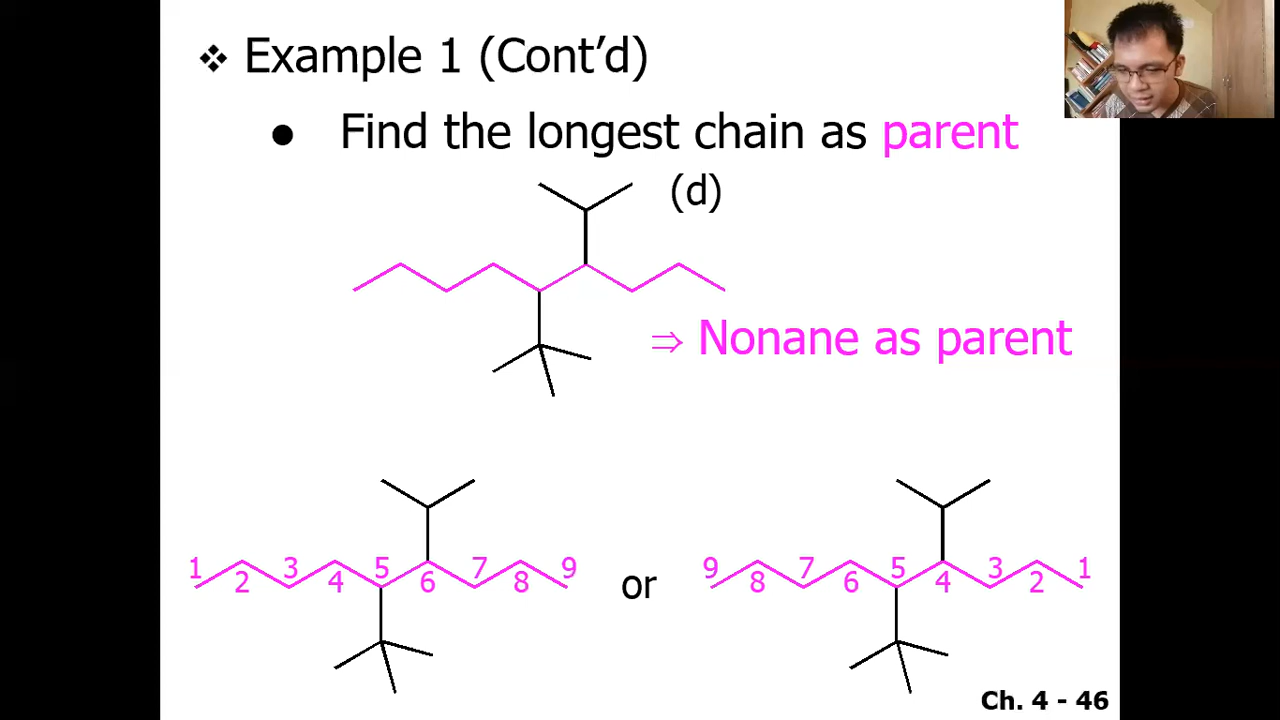 ❖ Example 1 (Cont’d)
● Find the longest chain as parent
(d)
⇒ Nonane as parent
1 2 3 4 5 6 7 8 9
or
9 8 7 6 5 4 3 2 1
Ch. 4 - 46